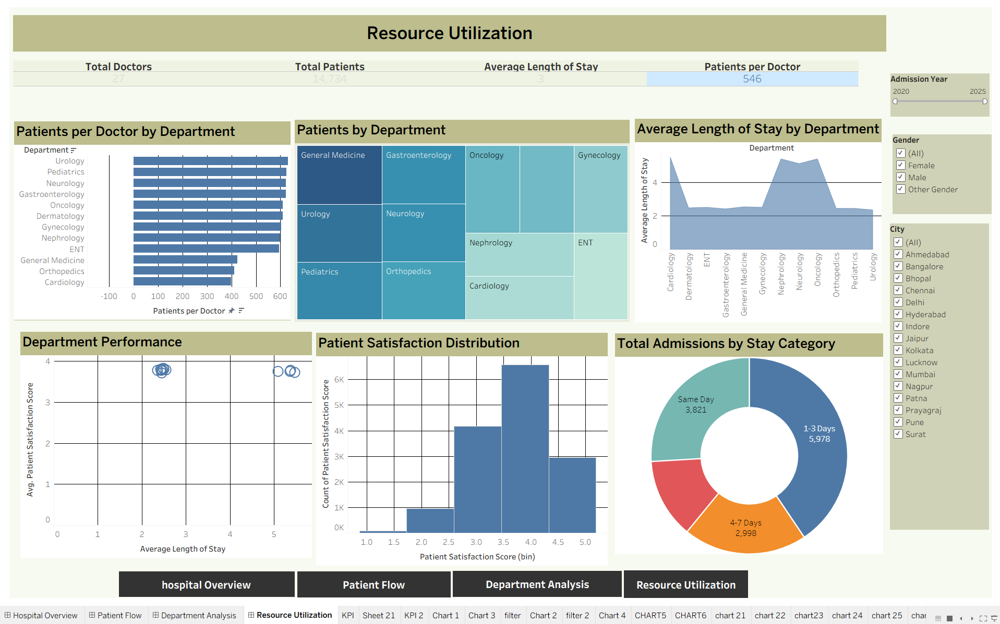 Resource Utilization
Total Doctors Total Patients Average Length of Stay Patients per Doctor
27 14,734 3 546
Admission Year
2020 2025
Gender
(All)
Female
Male
Other Gender
City
(All)
Ahmedabad
Bangalore
Bhopal
Chennai
Delhi
Hyderabad
Indore
Jaipur
Kolkata
Lucknow
Mumbai
Nagpur
Patna
Prayagraj
Pune
Surat
Patients per Doctor by Department
Department
Urology
Pediatrics
Neurology
Gastroenterology
Oncology
Dermatology
Gynecology
Nephrology
ENT
General Medicine
Orthopedics
Cardiology
-100 0 100 200 300 400 500 600
Patients per Doctor
Patients by Department
General Medicine
Urology
Pediatrics
Gastroenterology
Neurology
Orthopedics
Oncology
Gynecology
Nephrology
ENT
Cardiology
Average Length of Stay by Department
Department
Average Length of Stay
4
2
0
Cardiology
Dermatology
ENT
Gastroenterology
General Medicine
Gynecology
Nephrology
Neurology
Oncology
Orthopedics
Pediatrics
Urology
Department Performance
Avg. Patient Satisfaction Score
4
3
2
1
0
0 1 2 3 4 5
Average Length of Stay
Patient Satisfaction Distribution
Count of Patient Satisfaction Score
6K
5K
4K
3K
2K
1K
0K
1.0 1.5 2.0 2.5 3.0 3.5 4.0 4.5 5.0
Patient Satisfaction Score (bin)
Total Admissions by Stay Category
Same Day
3,821
1-3 Days
5,978
4-7 Days
2,998
hospital Overview Patient Flow Department Analysis Resource Utilization
Hospital Overview Patient Flow Department Analysis Resource Utilization KPI Sheet 21 KPI 2 Chart 1 Chart 3 filter Chart 2 filter 2 Chart 4 CHART5 CHART6 chart 21 chart 22 chart23 chart 24 chart 25 char